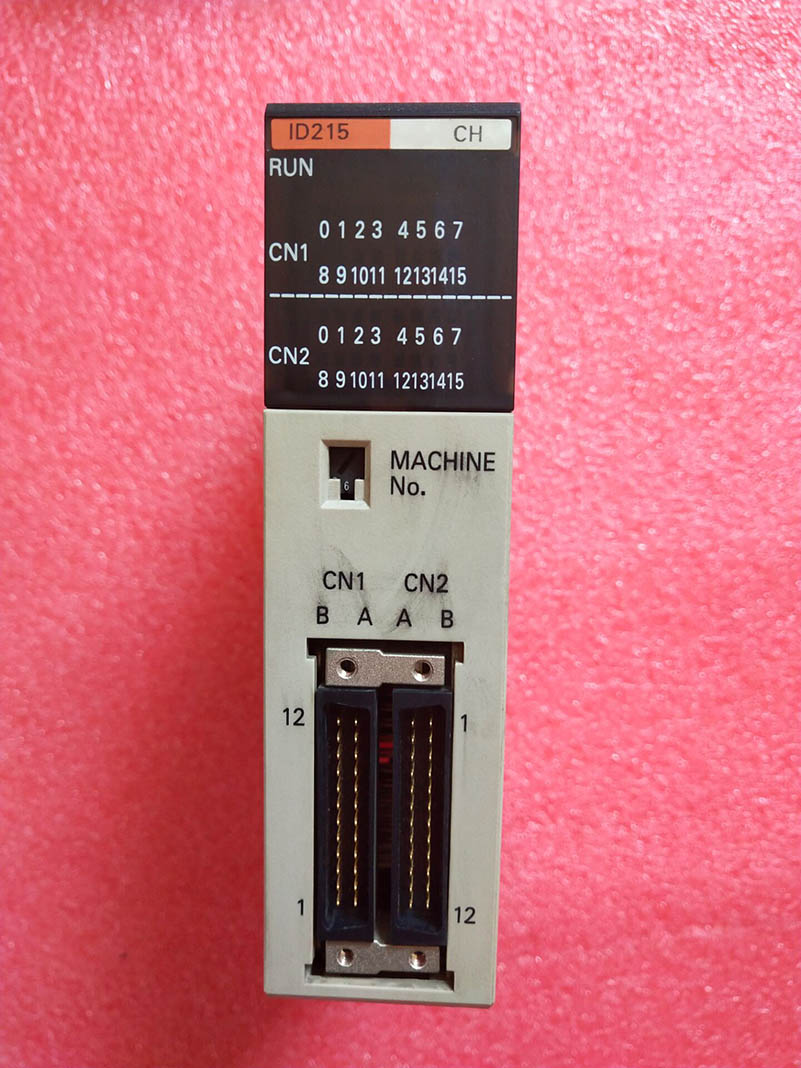 ID215 CH
RUN
0 1 2 3 4 5 6 7
CN1
8 9 10 11 12 13 14 15
0 1 2 3 4 5 6 7
CN2
8 9 10 11 12 13 14 15
MACHINE
No.
6
CN1 CN2
B A A B
12 1
1 12